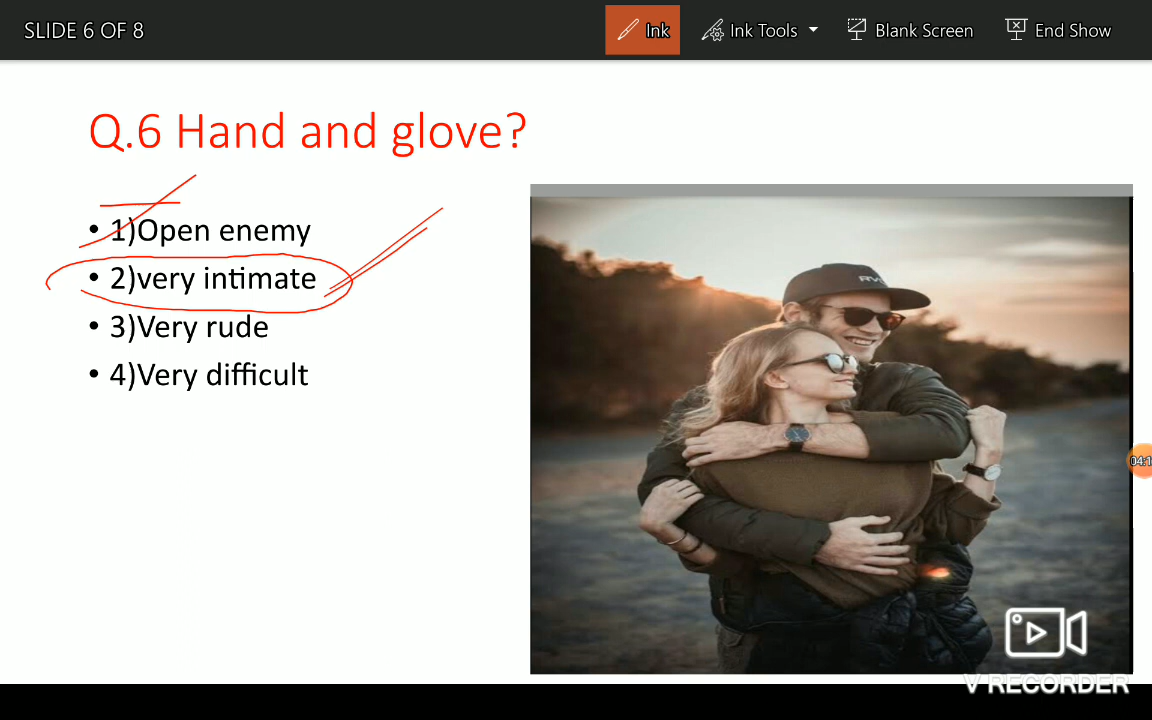 SLIDE 6 OF 8
Ink
Ink Tools
Blank Screen
End Show
Q.6 Hand and glove?
• 1)Open enemy
• 2)very intimate
• 3)Very rude
• 4)Very difficult
V RECORDER